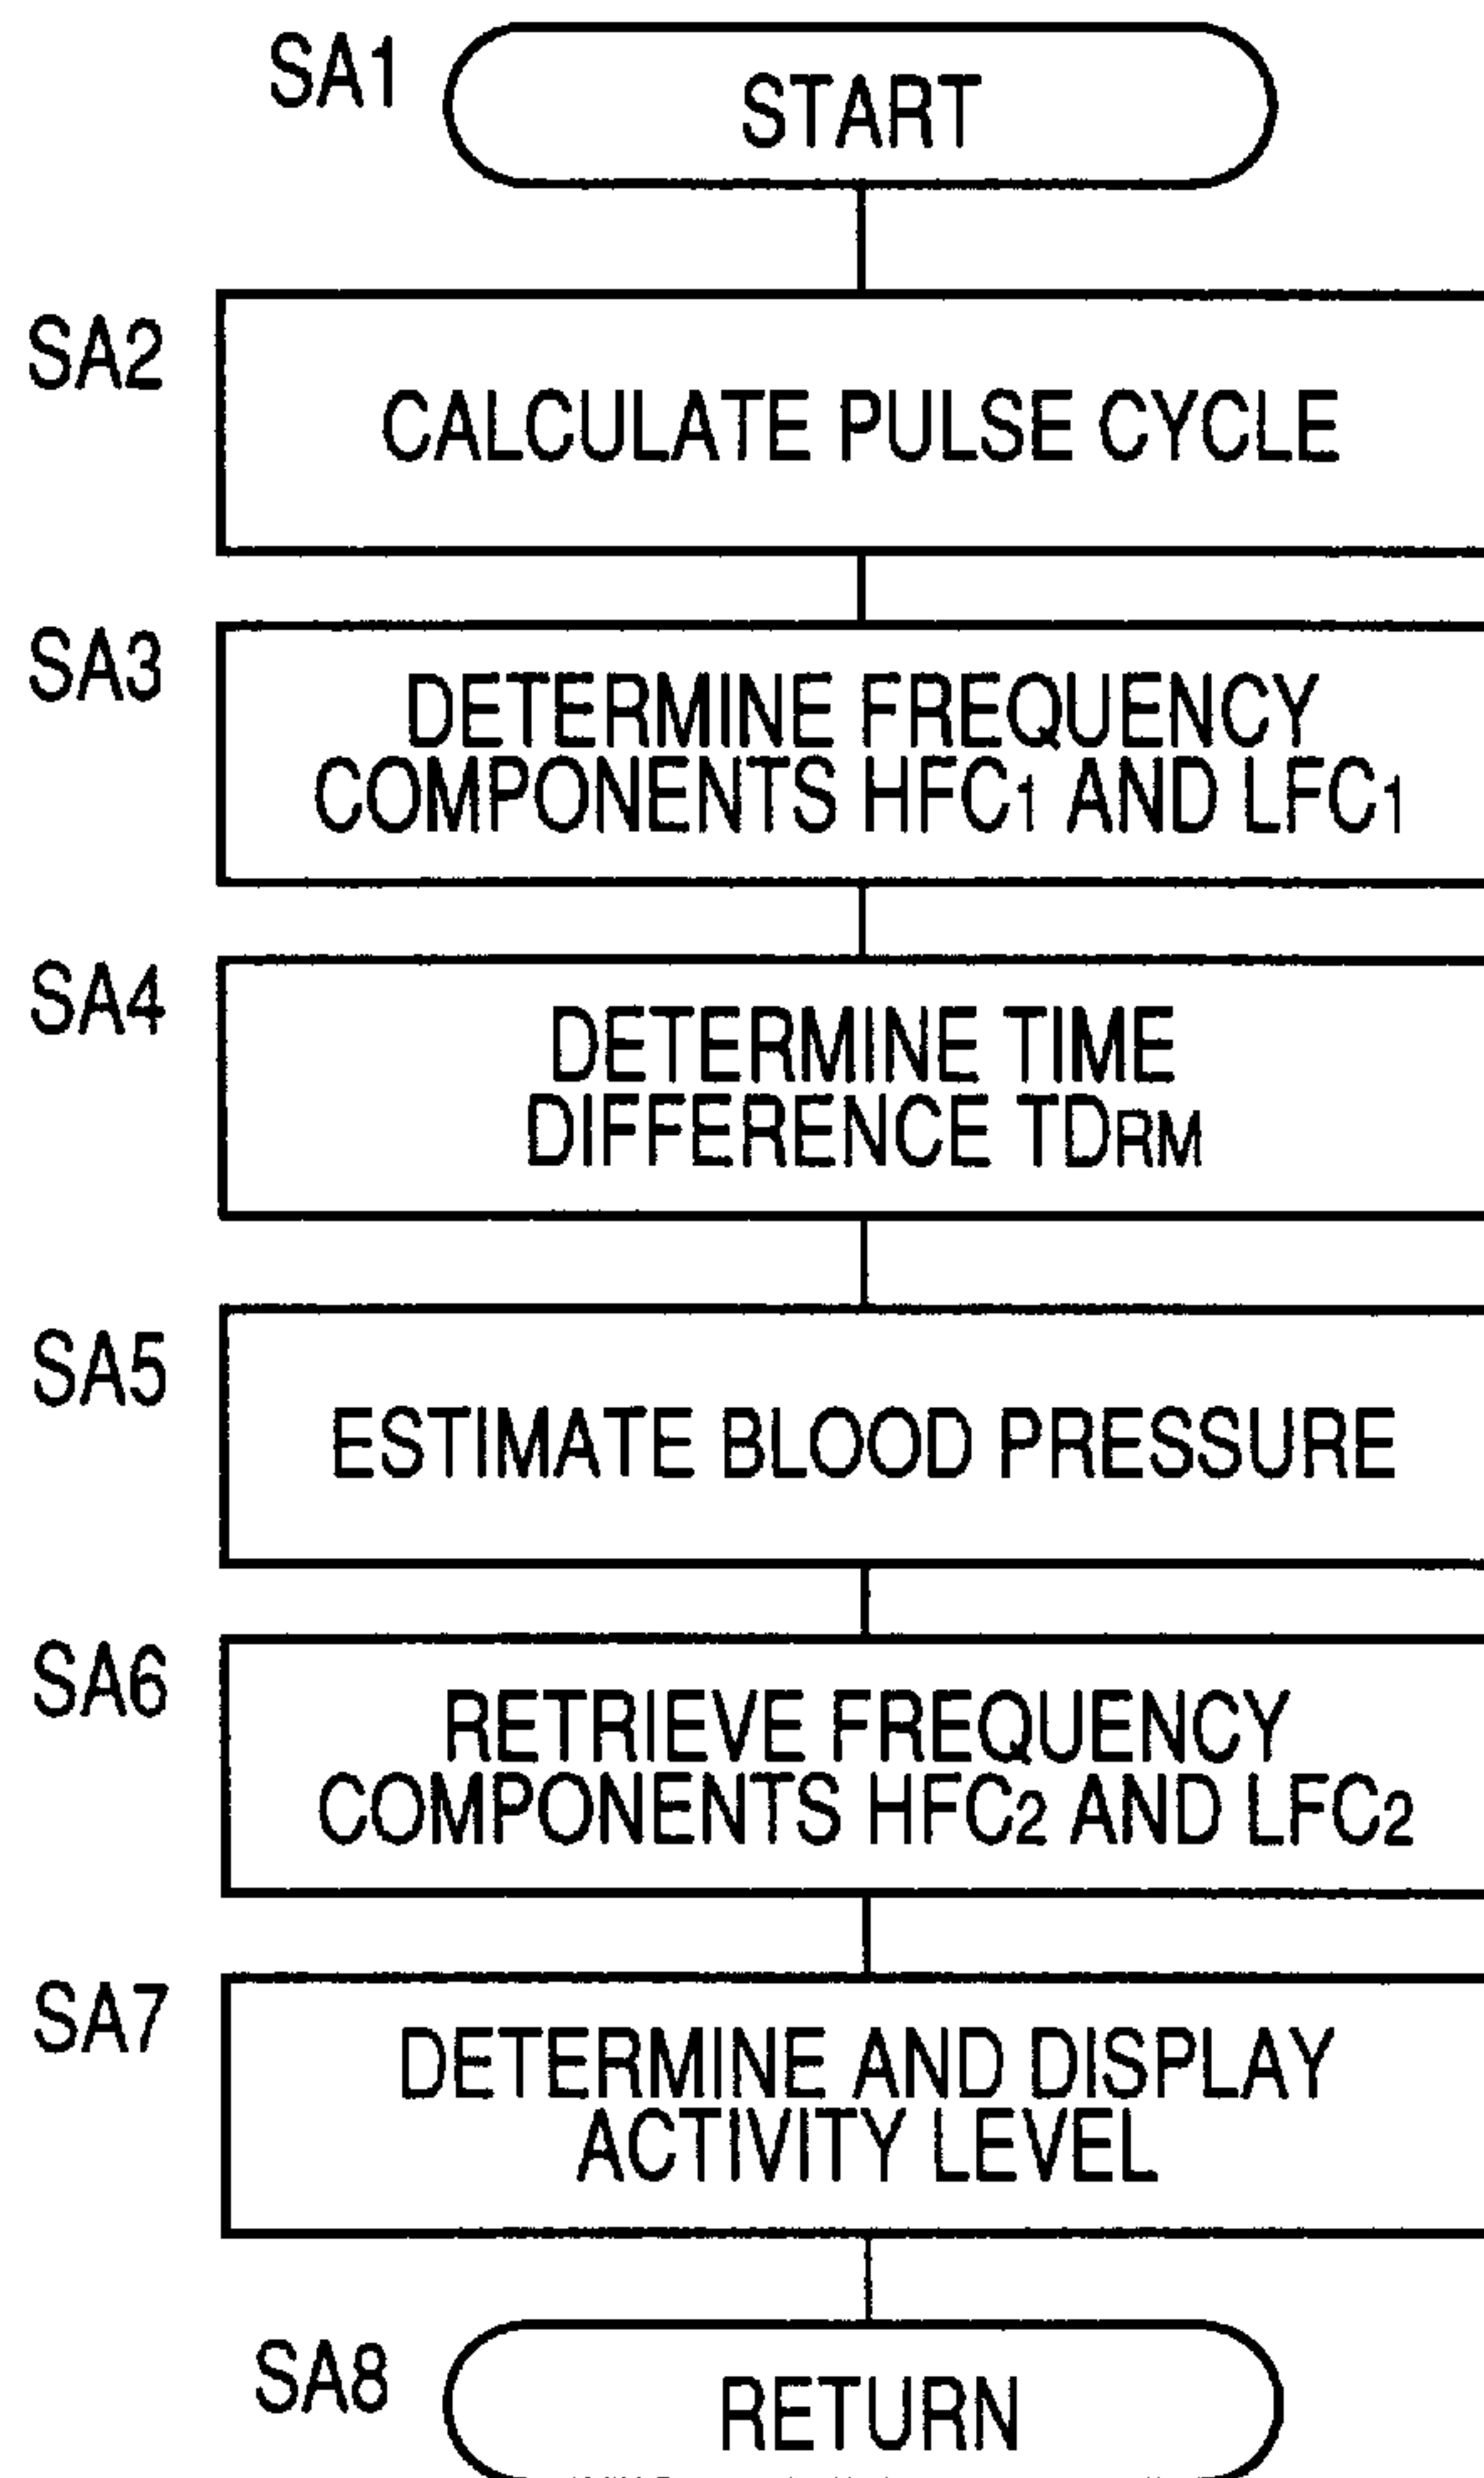 SA1
START
SA2
CALCULATE PULSE CYCLE
SA3
DETERMINE FREQUENCY
COMPONENTS HFC1 AND LFC1
SA4
DETERMINE TIME
DIFFERENCE TDRM
SA5
ESTIMATE BLOOD PRESSURE
SA6
RETRIEVE FREQUENCY
COMPONENTS HFC2 AND LFC2
SA7
DETERMINE AND DISPLAY
ACTIVITY LEVEL
SA8
RETURN